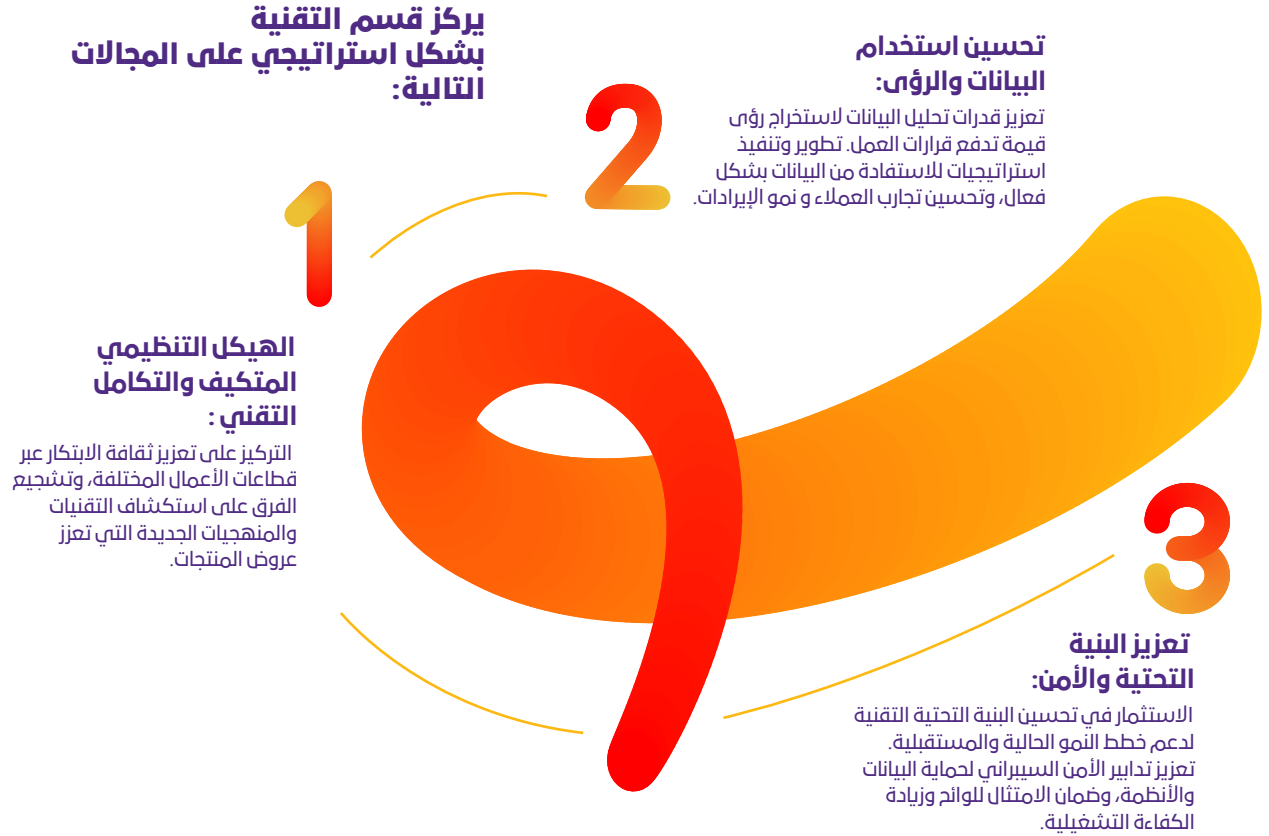 يركز قسم التقنية
بشكل استراتيجي على المجالات
التالية:
1
الهيكل التنظيمي
المتكيف والتكامل
التقني :
التركيز على تعزيز ثقافة الابتكار عبر
قطاعات الأعمال المختلفة، وتشجيع
الفرق على استكشاف التقنيات
والمنهجيات الجديدة التي تعزز
عروض المنتجات.
2
تحسين استخدام
البيانات والرؤى:
تعزيز قدرات تحليل البيانات لاستخراج رؤى
قيمة تدفع قرارات العمل. تطوير وتنفيذ
استراتيجيات للاستفادة من البيانات بشكل
فعال، وتحسين تجارب العملاء و نمو الإيرادات.
3
تعزيز البنية
التحتية والأمن:
الاستثمار في تحسين البنية التحتية التقنية
لدعم خطط النمو الحالية والمستقبلية.
تعزيز تدابير الأمن السيبراني لحماية البيانات
والأنظمة، وضمان الامتثال للوائح وزيادة
الكفاءة التشغيلية.